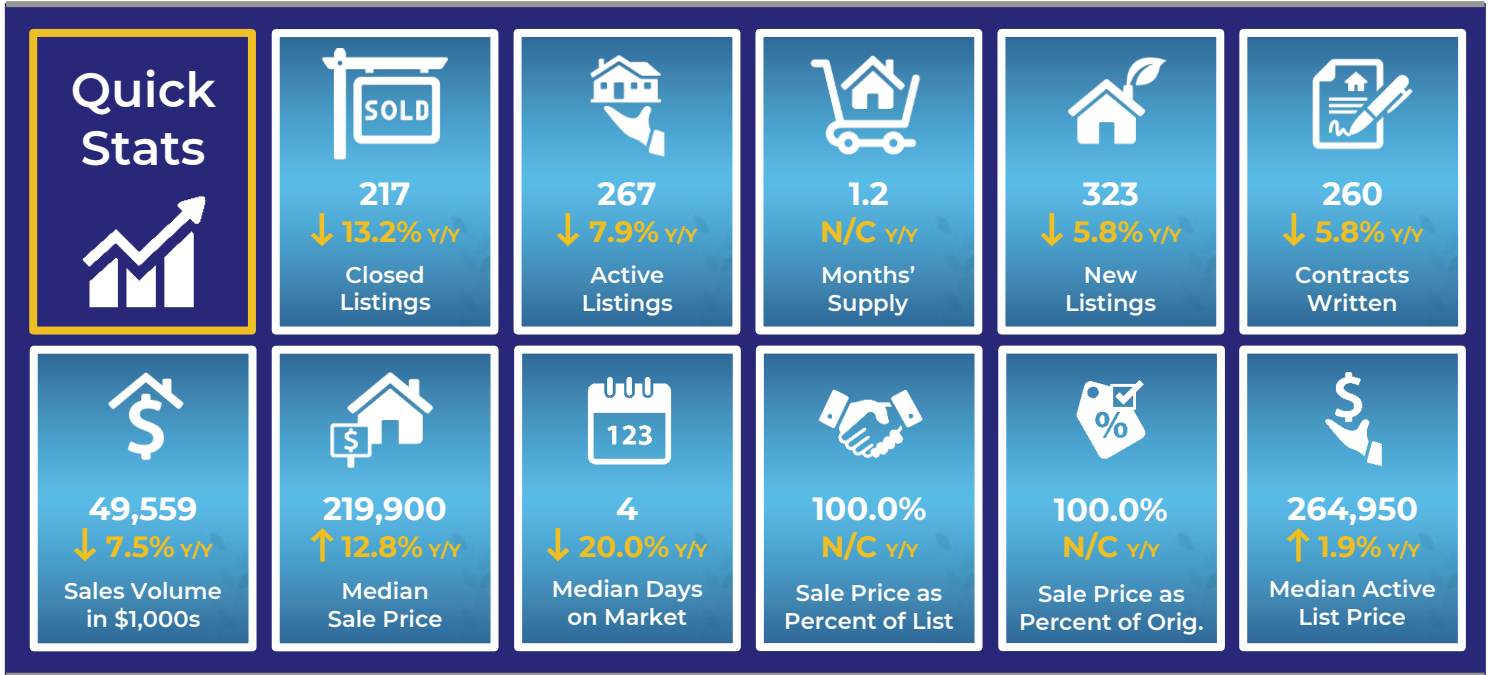 Quick
Stats
SOLD
217
↓ 13.2% Y/Y
Closed
Listings
267
↓ 7.9% Y/Y
Active
Listings
1.2
N/C Y/Y
Months’
Supply
323
↓ 5.8% Y/Y
New
Listings
260
↓ 5.8% Y/Y
Contracts
Written
$
49,559
↓ 7.5% Y/Y
Sales Volume
in $1,000s
$
219,900
↑ 12.8% Y/Y
Median
Sale Price
123
4
↓ 20.0% Y/Y
Median Days
on Market
100.0%
N/C Y/Y
Sale Price as
Percent of List
%
100.0%
N/C Y/Y
Sale Price as
Percent of Orig.
$
264,950
↑ 1.9% Y/Y
Median Active
List Price